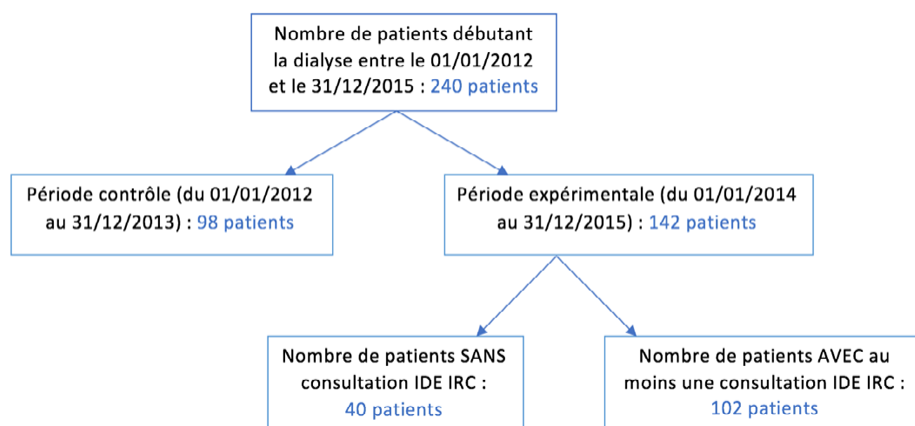 Nombre de patients débutant
la dialyse entre le 01/01/2012
et le 31/12/2015 : 240 patients
Période contrôle (du 01/01/2012
au 31/12/2013) : 98 patients
Période expérimentale (du 01/01/2014
au 31/12/2015) : 142 patients
Nombre de patients SANS
consultation IDE IRC :
40 patients
Nombre de patients AVEC au
moins une consultation IDE IRC :
102 patients